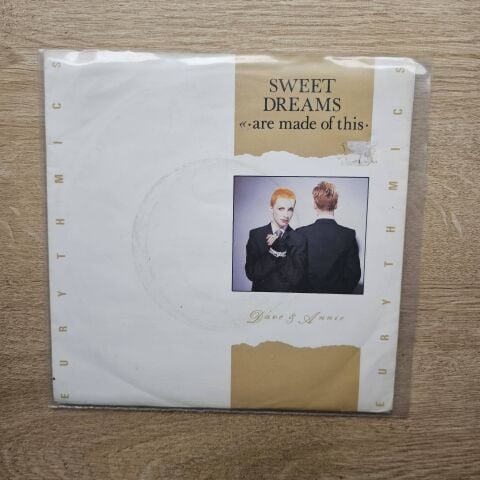 SWEET
DREAMS
«·are made of this·
EURYTHMICS
EURYTHMICS
Dave & Annie